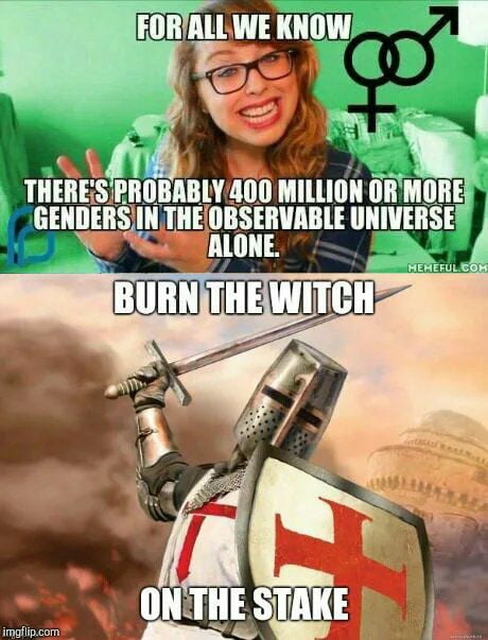 FOR ALL WE KNOW
THERE'S PROBABLY 400 MILLION OR MORE
GENDERS IN THE OBSERVABLE UNIVERSE
ALONE.
MEMEFUL.COM
BURN THE WITCH
ON THE STAKE
imgflip.com